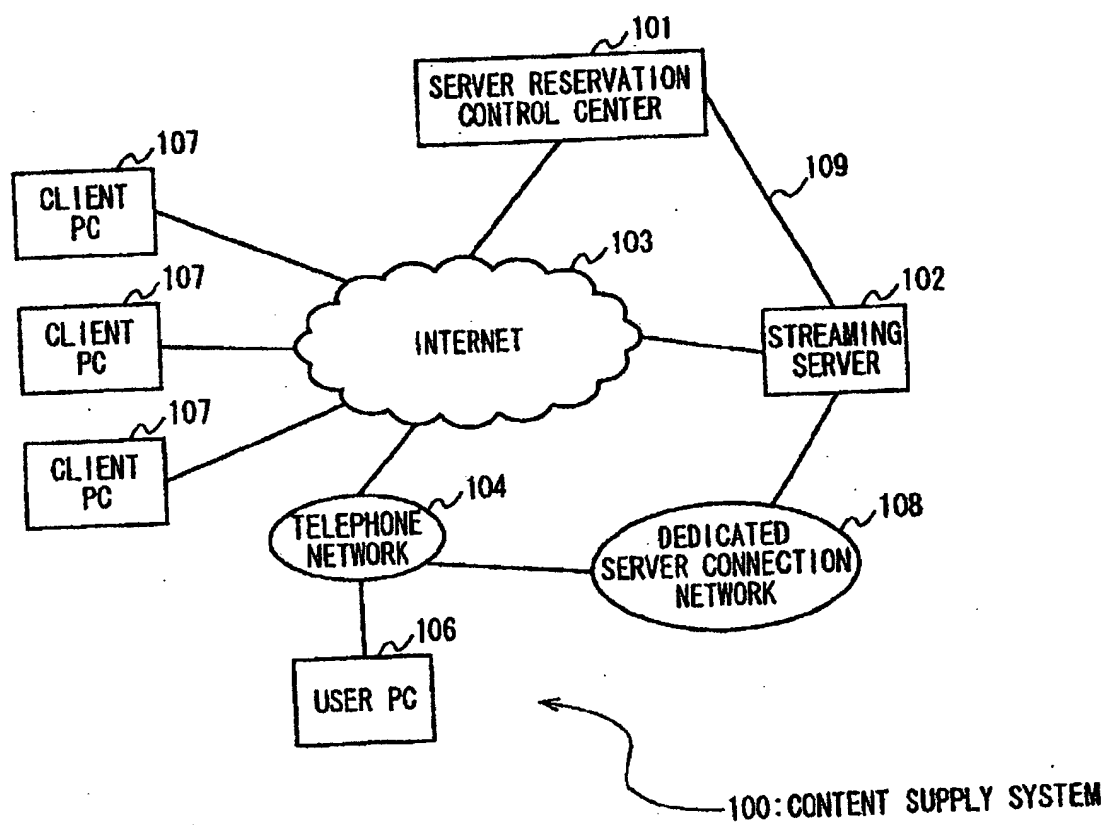 101
SERVER RESERVATION
CONTROL CENTER
107
CLIENT
PC
109
103
107
CLIENT
PC
INTERNET
102
STREAMING
SERVER
107
CLIENT
PC
104
TELEPHONE
NETWORK
108
DEDICATED
SERVER CONNECTION
NETWORK
106
USER PC
100:CONTENT SUPPLY SYSTEM